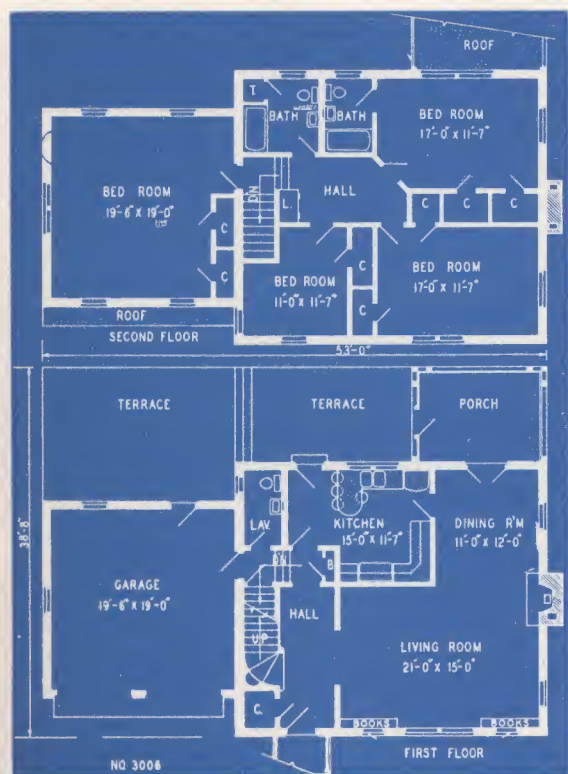 ROOF
T.
BATH
BATH
BED ROOM
17'-0" X 11'-7"
BED ROOM
19'-6" X 19'-0"
DN
L.
HALL
C
C
C
C
C
BED ROOM
11'-0" X 11'-7"
C
C
BED ROOM
17'-0" X 11'-7"
ROOF
SECOND FLOOR
53'-0"
TERRACE
TERRACE
PORCH
38'-8"
LAV.
KITCHEN
15'-0" X 11'-7"
DINING R'M
11'-0" X 12'-0"
DN
B
GARAGE
19'-6" X 19'-0"
HALL
UP
LIVING ROOM
21'-0" X 15'-0"
C.
BOOKS
BOOKS
NO. 3006
FIRST FLOOR